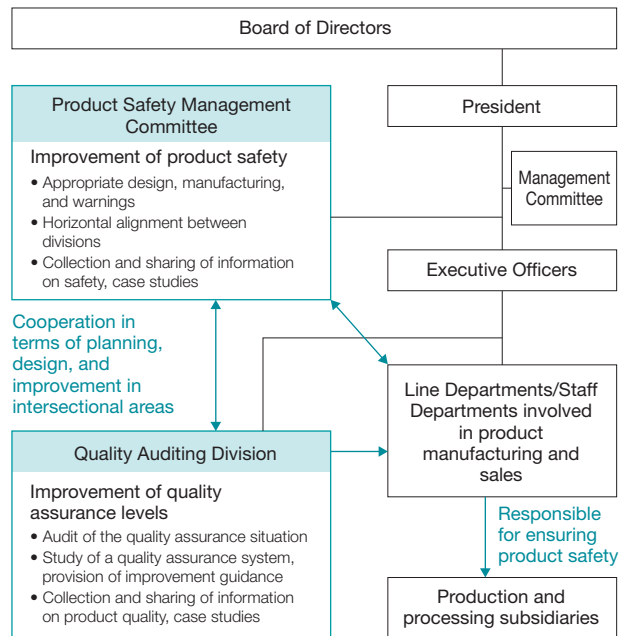 Board of Directors
Product Safety Management
Committee
Improvement of product safety
• Appropriate design, manufacturing,
and warnings
• Horizontal alignment between
divisions
• Collection and sharing of information
on safety, case studies
President
Management
Committee
Executive Officers
Cooperation in
terms of planning,
design, and
improvement in
intersectional areas
Line Departments/Staff
Departments involved
in product
manufacturing and
sales
Quality Auditing Division
Improvement of quality
assurance levels
• Audit of the quality assurance situation
• Study of a quality assurance system,
provision of improvement guidance
• Collection and sharing of information
on product quality, case studies
Responsible
for ensuring
product safety
Production and
processing subsidiaries